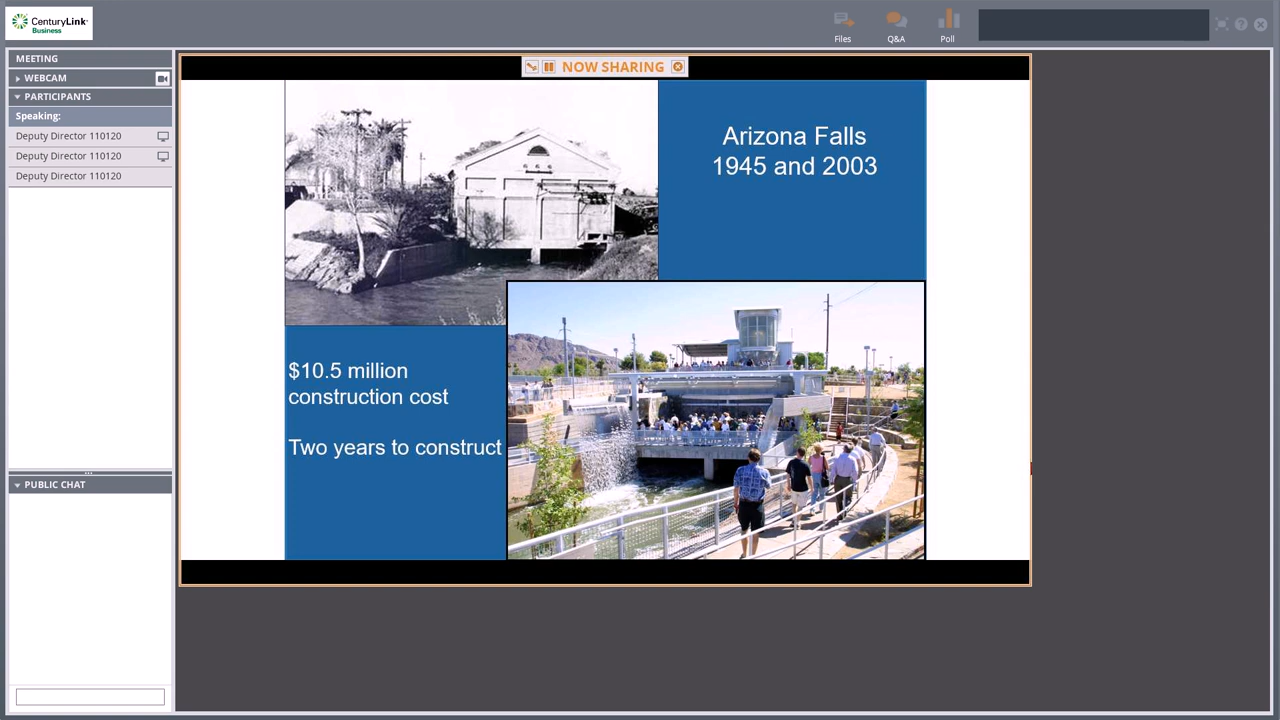 CenturyLink
Business
Files
Q&A
Poll
MEETING
WEBCAM
PARTICIPANTS
Speaking:
Deputy Director 110120
Deputy Director 110120
Deputy Director 110120
PUBLIC CHAT
NOW SHARING
Arizona Falls
1945 and 2003
$10.5 million
construction cost
Two years to construct